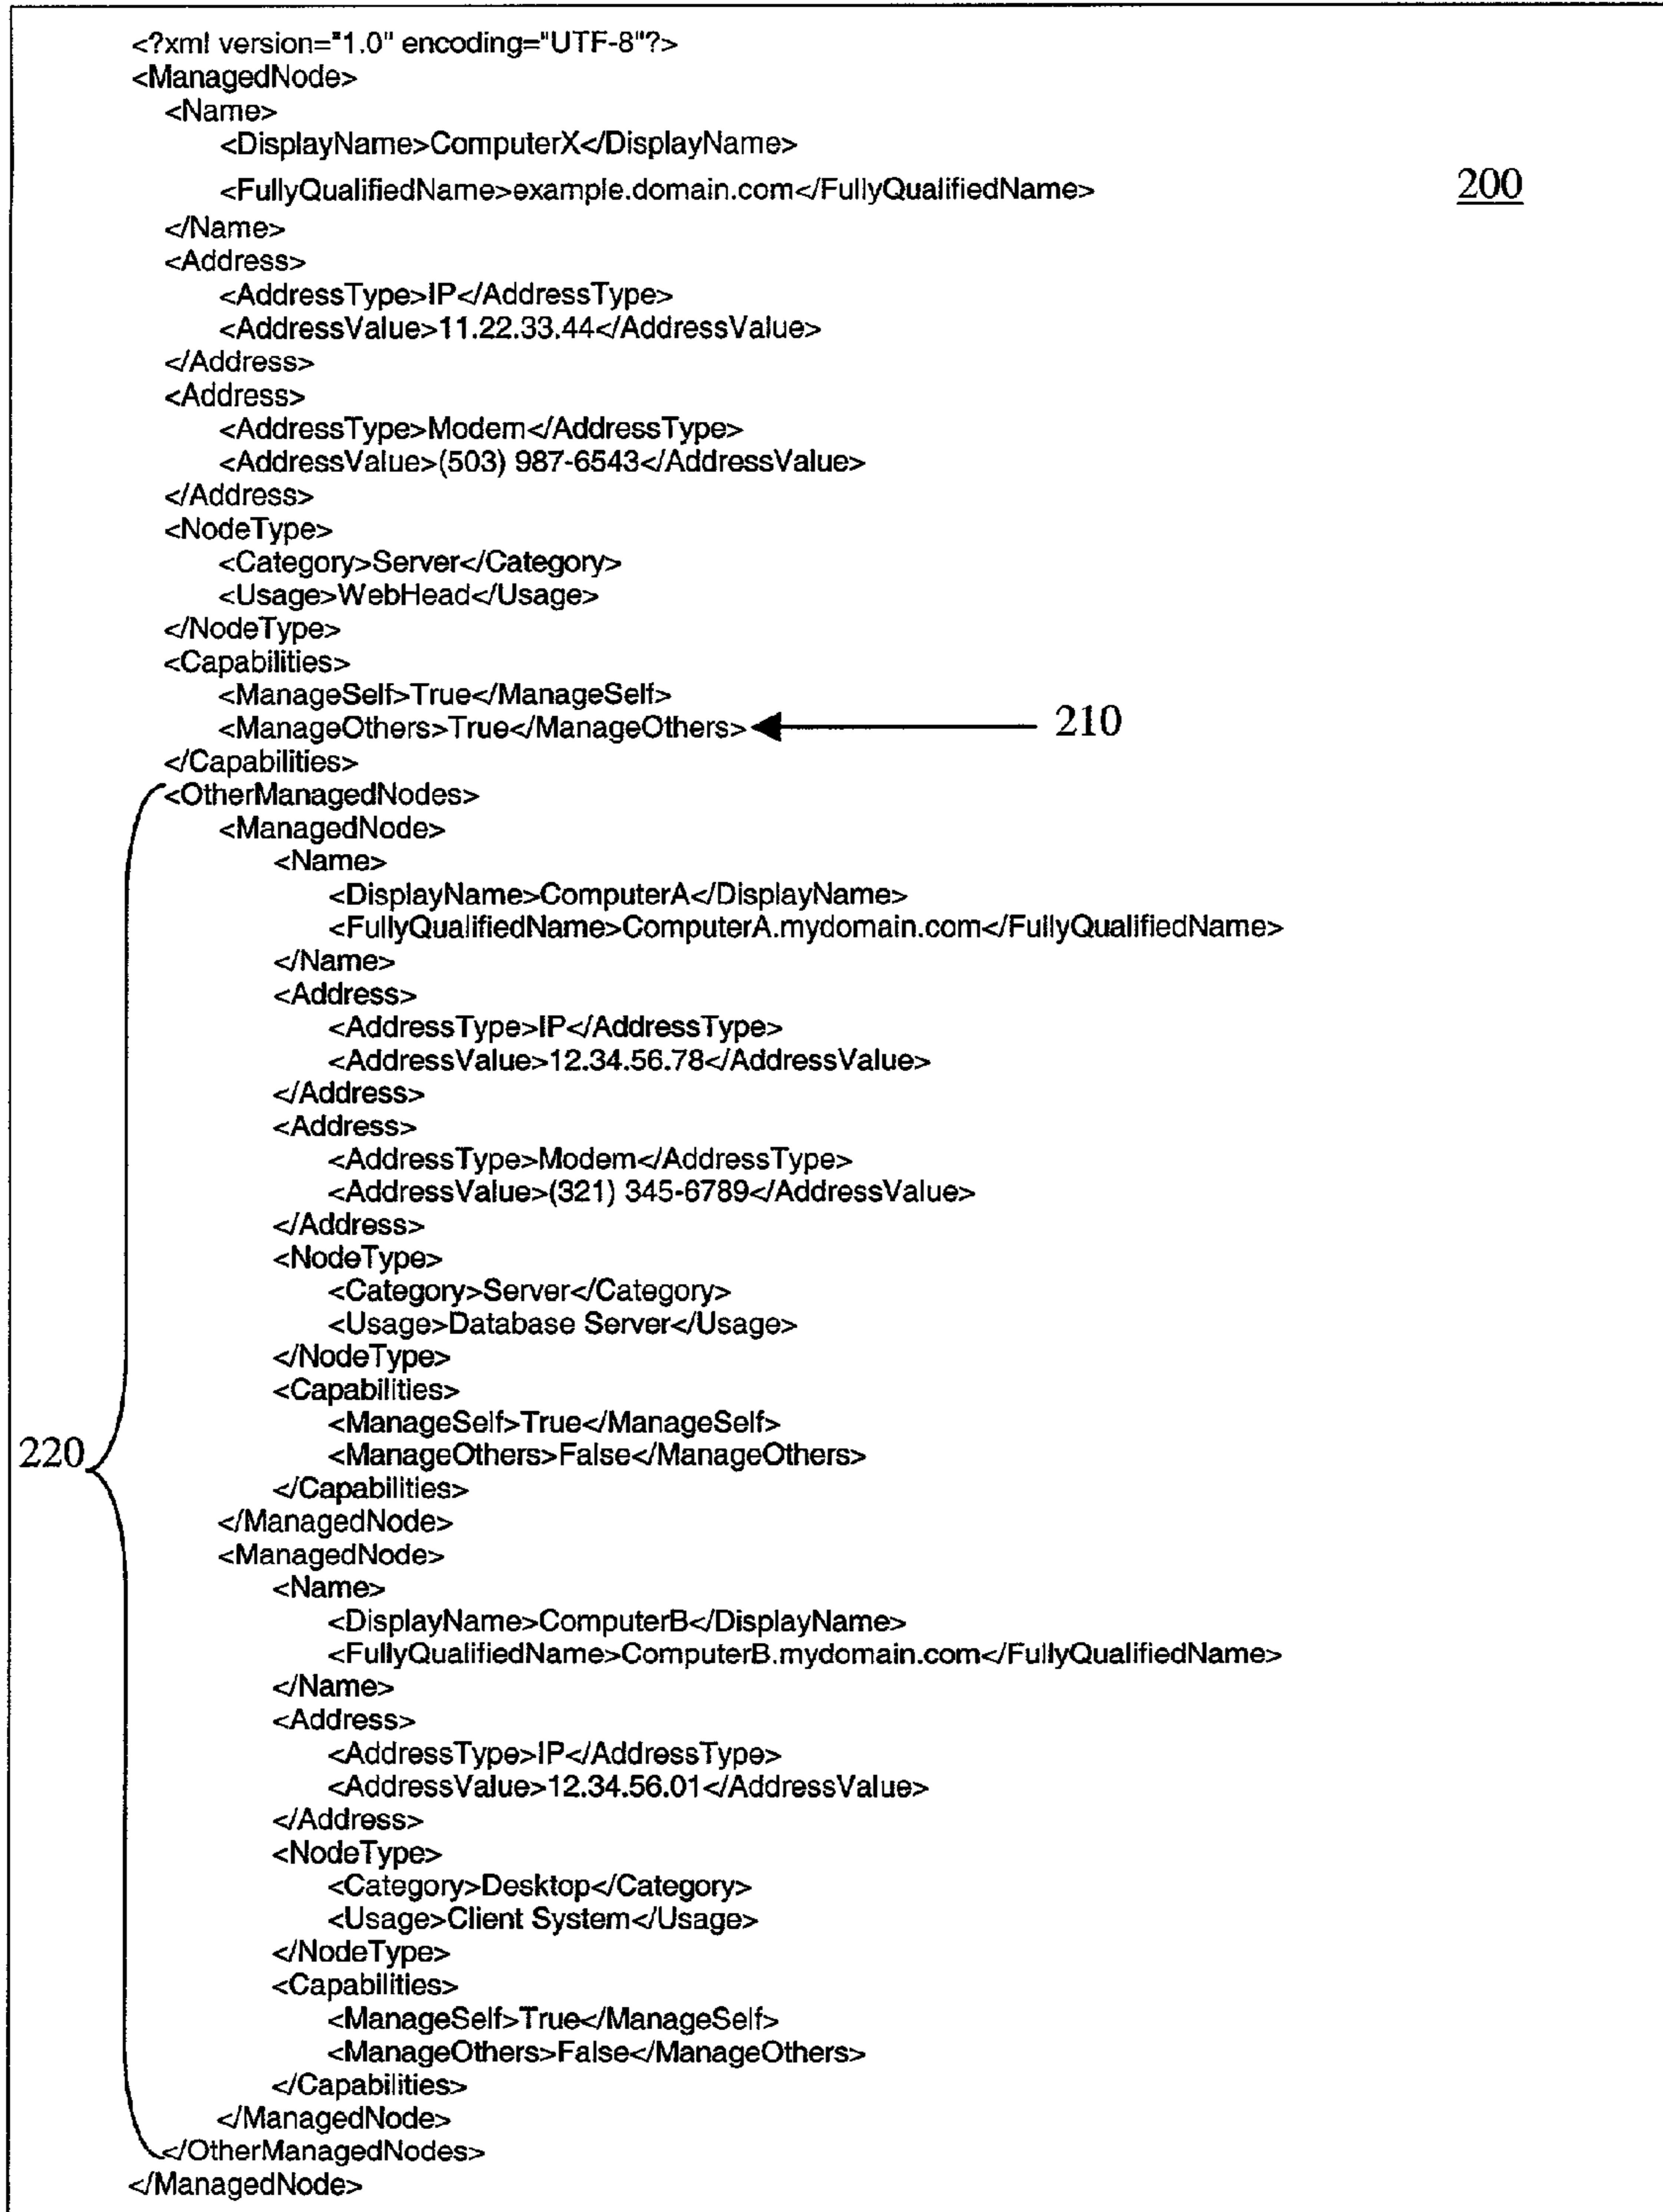 <?xml version="1.0" encoding="UTF-8"?>
<ManagedNode>
<Name>
<DisplayName>ComputerX</DisplayName>
<FullyQualifiedName>example.domain.com</FullyQualifiedName>
200
</Name>
<Address>
<AddressType>IP</AddressType>
<AddressValue>11.22.33.44</AddressValue>
</Address>
<Address>
<AddressType>Modem</AddressType>
<AddressValue>(503) 987-6543</AddressValue>
</Address>
<NodeType>
<Category>Server</Category>
<Usage>WebHead</Usage>
</NodeType>
<Capabilities>
<ManageSelf>True</ManageSelf>
<ManageOthers>True</ManageOthers>
210
</Capabilities>
<OtherManagedNodes>
<ManagedNode>
<Name>
<DisplayName>ComputerA</DisplayName>
<FullyQualifiedName>ComputerA.mydomain.com</FullyQualifiedName>
</Name>
<Address>
<AddressType>IP</AddressType>
<AddressValue>12.34.56.78</AddressValue>
</Address>
<Address>
<AddressType>Modem</AddressType>
<AddressValue>(321) 345-6789</AddressValue>
</Address>
<NodeType>
<Category>Server</Category>
<Usage>Database Server</Usage>
</NodeType>
<Capabilities>
<ManageSelf>True</ManageSelf>
<ManageOthers>False</ManageOthers>
220
</Capabilities>
</ManagedNode>
<ManagedNode>
<Name>
<DisplayName>ComputerB</DisplayName>
<FullyQualifiedName>ComputerB.mydomain.com</FullyQualifiedName>
</Name>
<Address>
<AddressType>IP</AddressType>
<AddressValue>12.34.56.01</AddressValue>
</Address>
<NodeType>
<Category>Desktop</Category>
<Usage>Client System</Usage>
</NodeType>
<Capabilities>
<ManageSelf>True</ManageSelf>
<ManageOthers>False</ManageOthers>
</Capabilities>
</ManagedNode>
</OtherManagedNodes>
</ManagedNode>